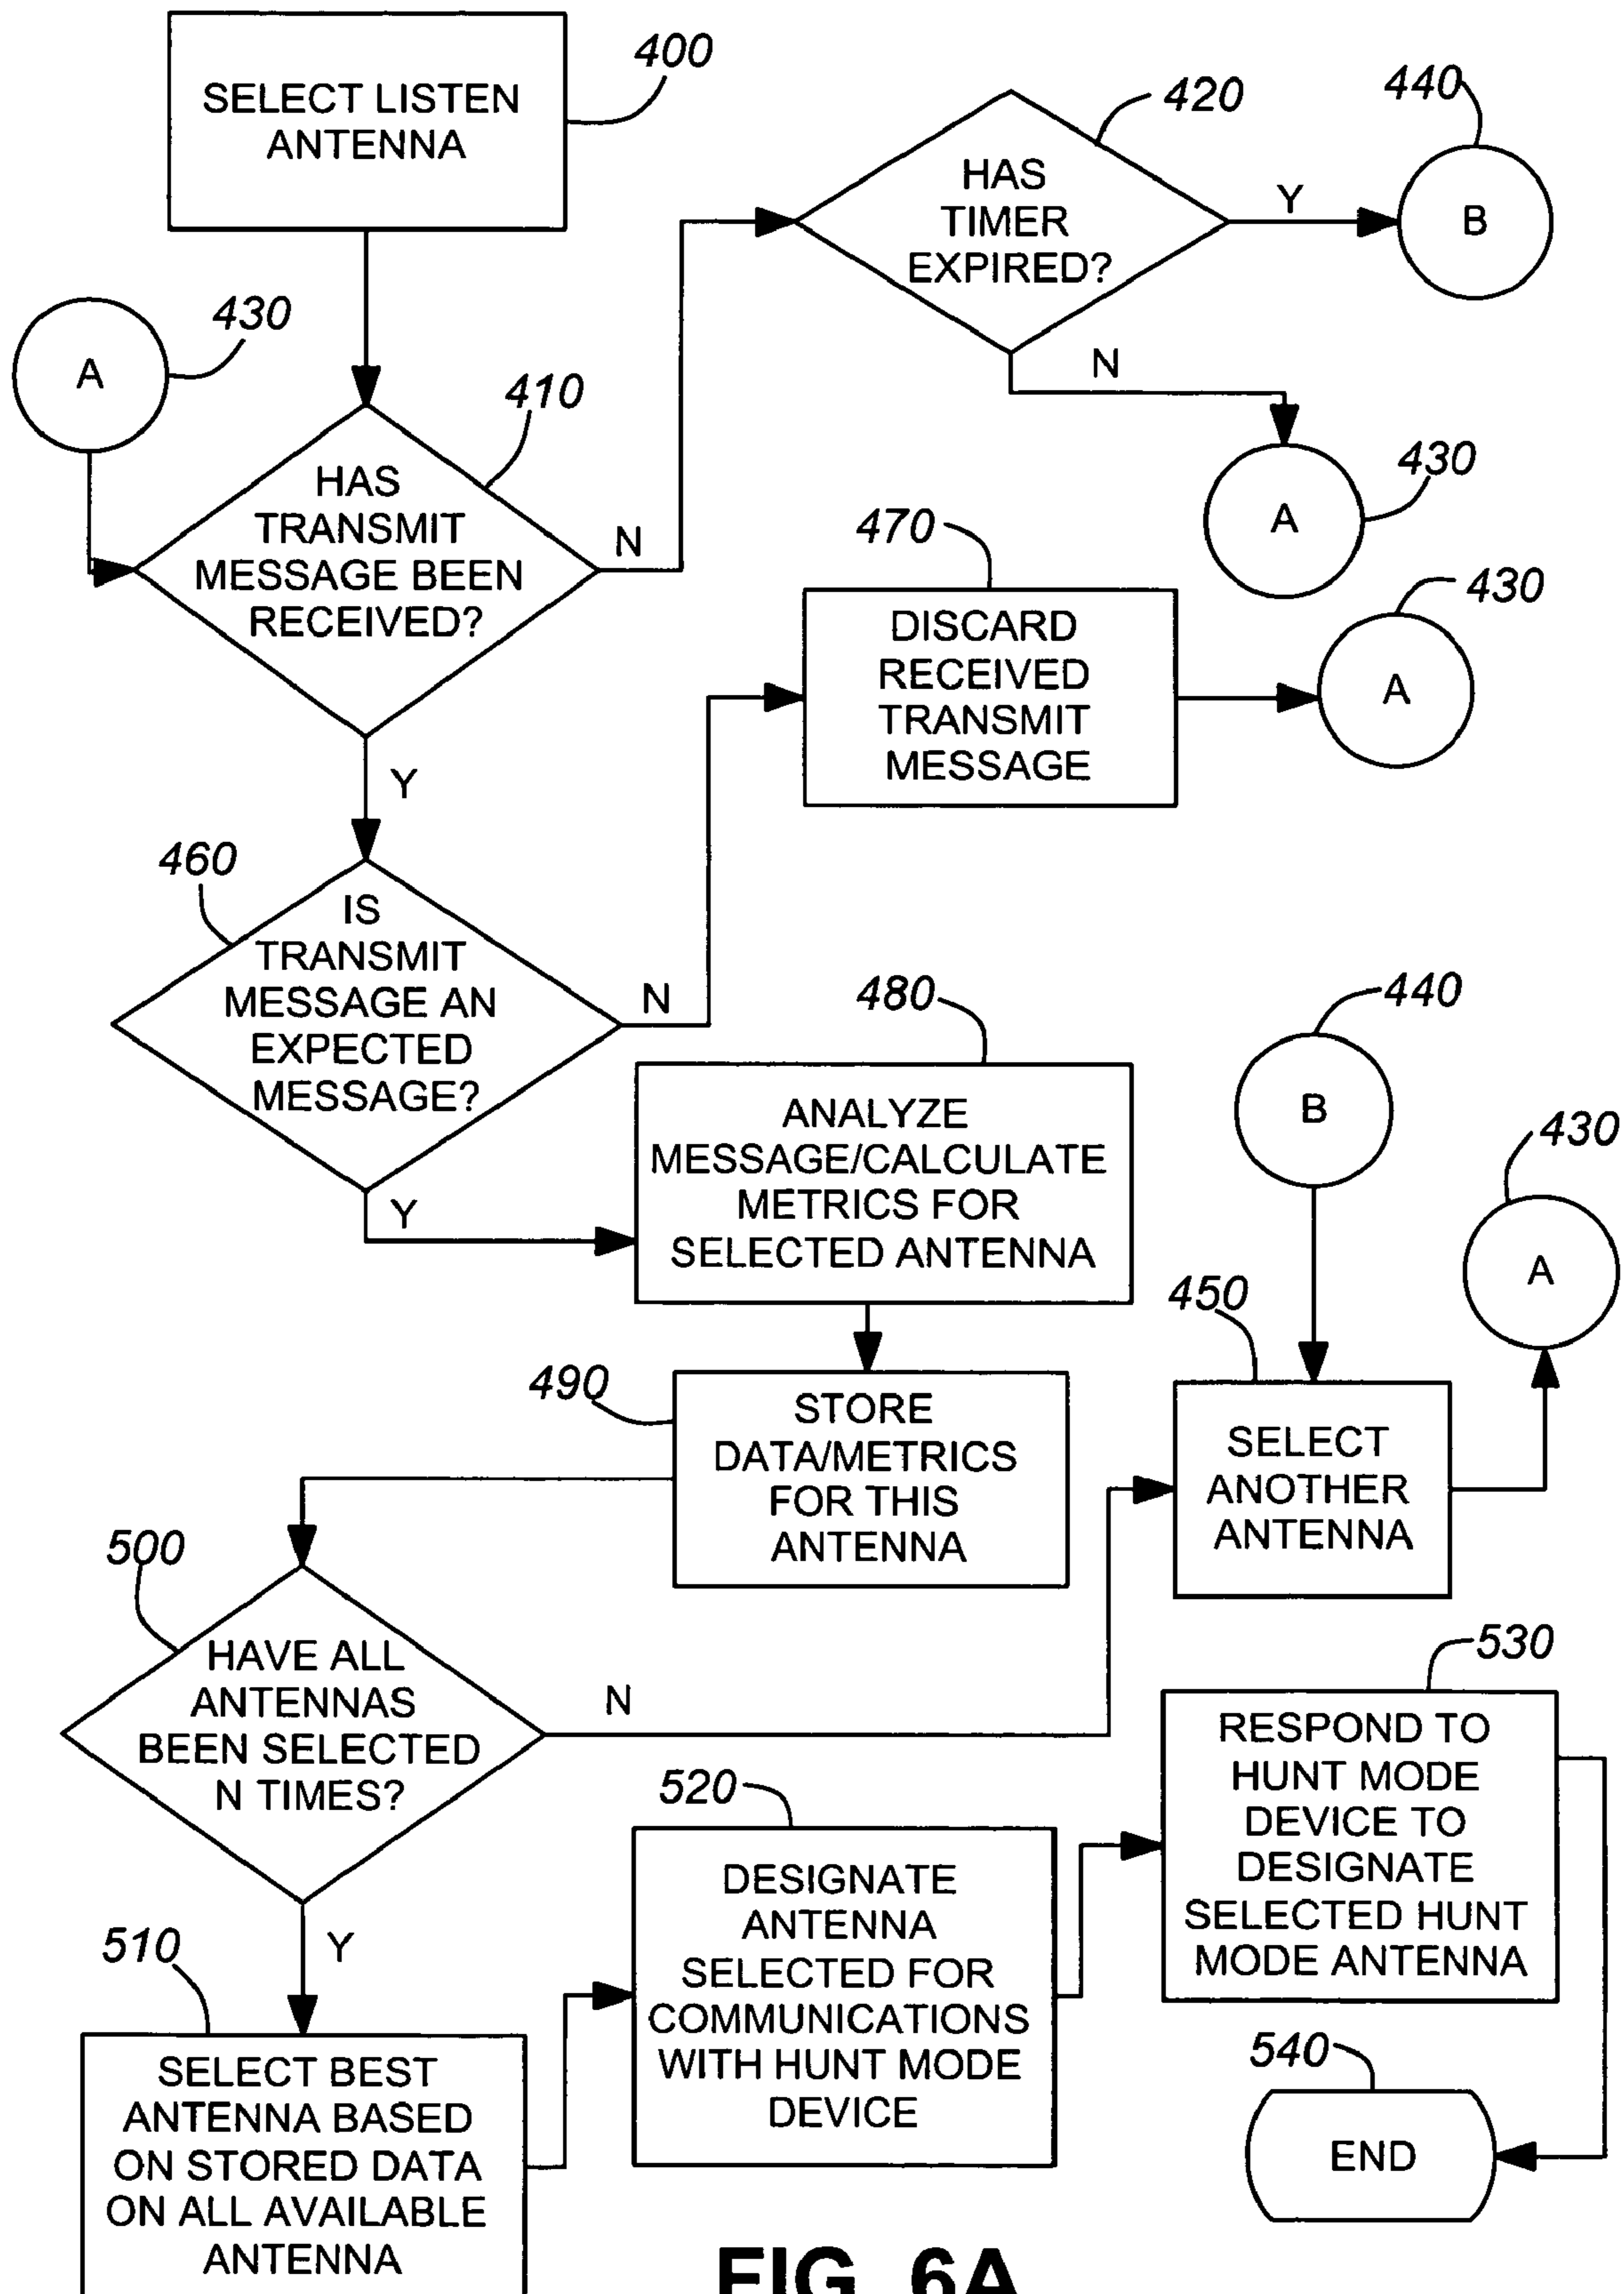 400
SELECT LISTEN
ANTENNA
420
440
HAS
TIMER
EXPIRED?
Y
B
N
430
A
430
A
410
HAS
TRANSMIT
MESSAGE BEEN
RECEIVED?
N
Y
470
DISCARD
RECEIVED
TRANSMIT
MESSAGE
430
A
460
IS
TRANSMIT
MESSAGE AN
EXPECTED
MESSAGE?
N
Y
480
ANALYZE
MESSAGE/CALCULATE
METRICS FOR
SELECTED ANTENNA
440
B
430
A
490
STORE
DATA/METRICS
FOR THIS
ANTENNA
450
SELECT
ANOTHER
ANTENNA
500
HAVE ALL
ANTENNAS
BEEN SELECTED
N TIMES?
N
Y
510
SELECT BEST
ANTENNA BASED
ON STORED DATA
ON ALL AVAILABLE
ANTENNA
520
DESIGNATE
ANTENNA
SELECTED FOR
COMMUNICATIONS
WITH HUNT MODE
DEVICE
530
RESPOND TO
HUNT MODE
DEVICE TO
DESIGNATE
SELECTED HUNT
MODE ANTENNA
540
END
FIG. 6A